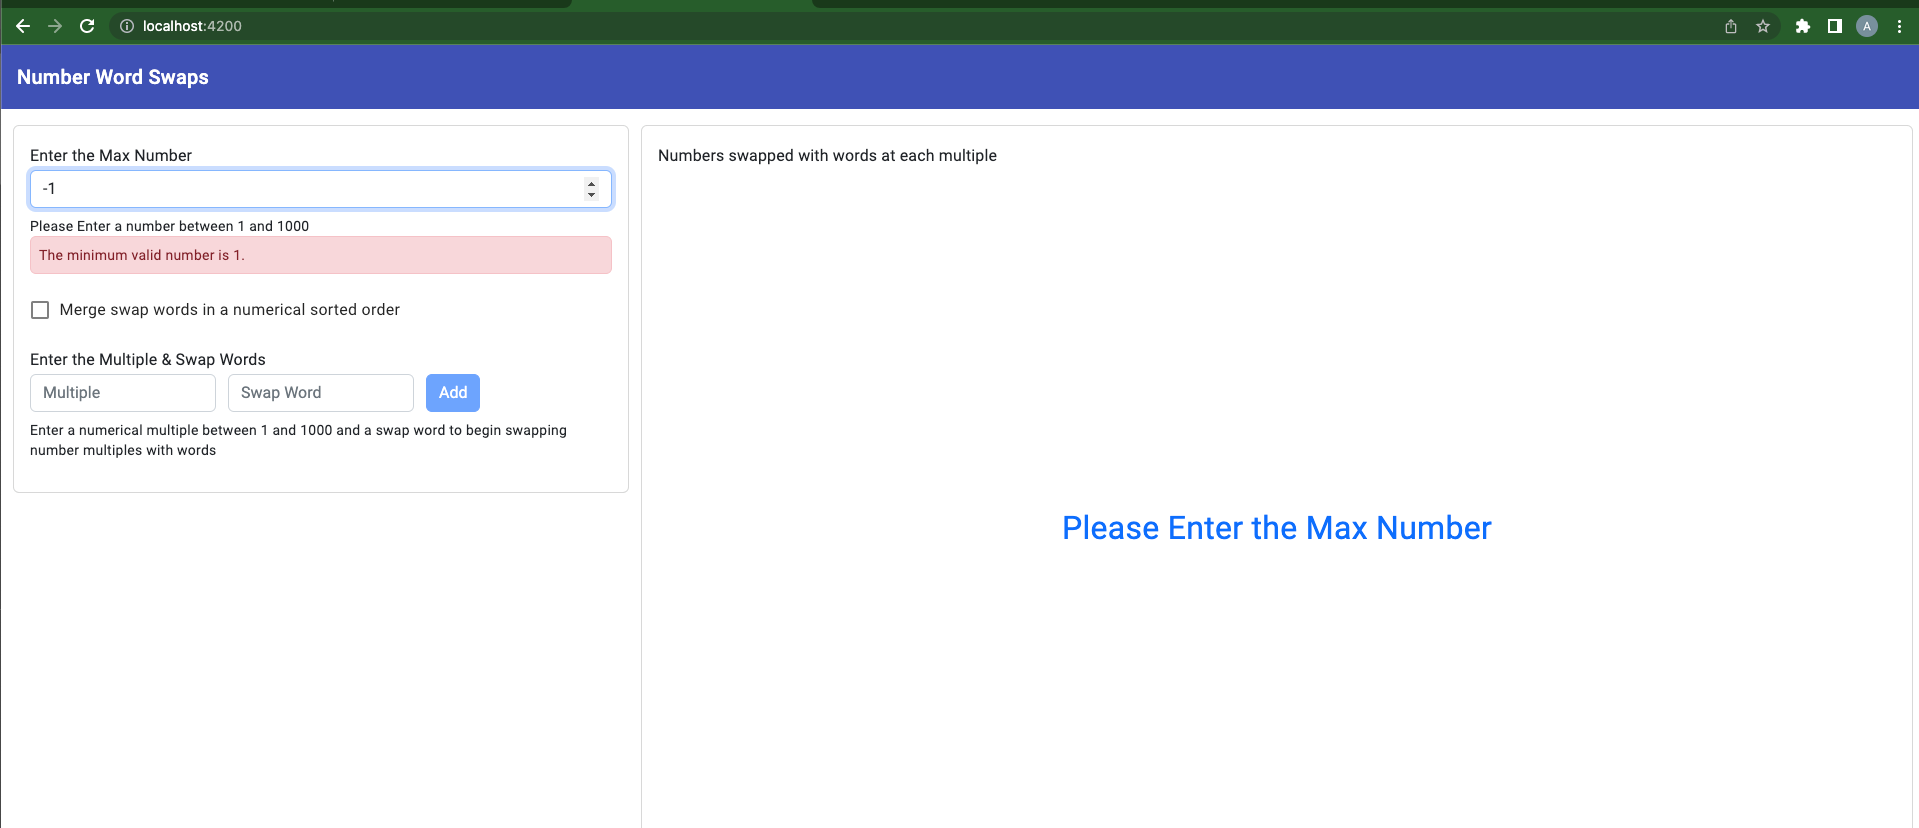 localhost:4200
A
Number Word Swaps
Enter the Max Number
-1
Please Enter a number between 1 and 1000
The minimum valid number is 1.
Merge swap words in a numerical sorted order
Enter the Multiple & Swap Words
Multiple Swap Word Add
Enter a numerical multiple between 1 and 1000 and a swap word to begin swapping
number multiples with words
Numbers swapped with words at each multiple
Please Enter the Max Number